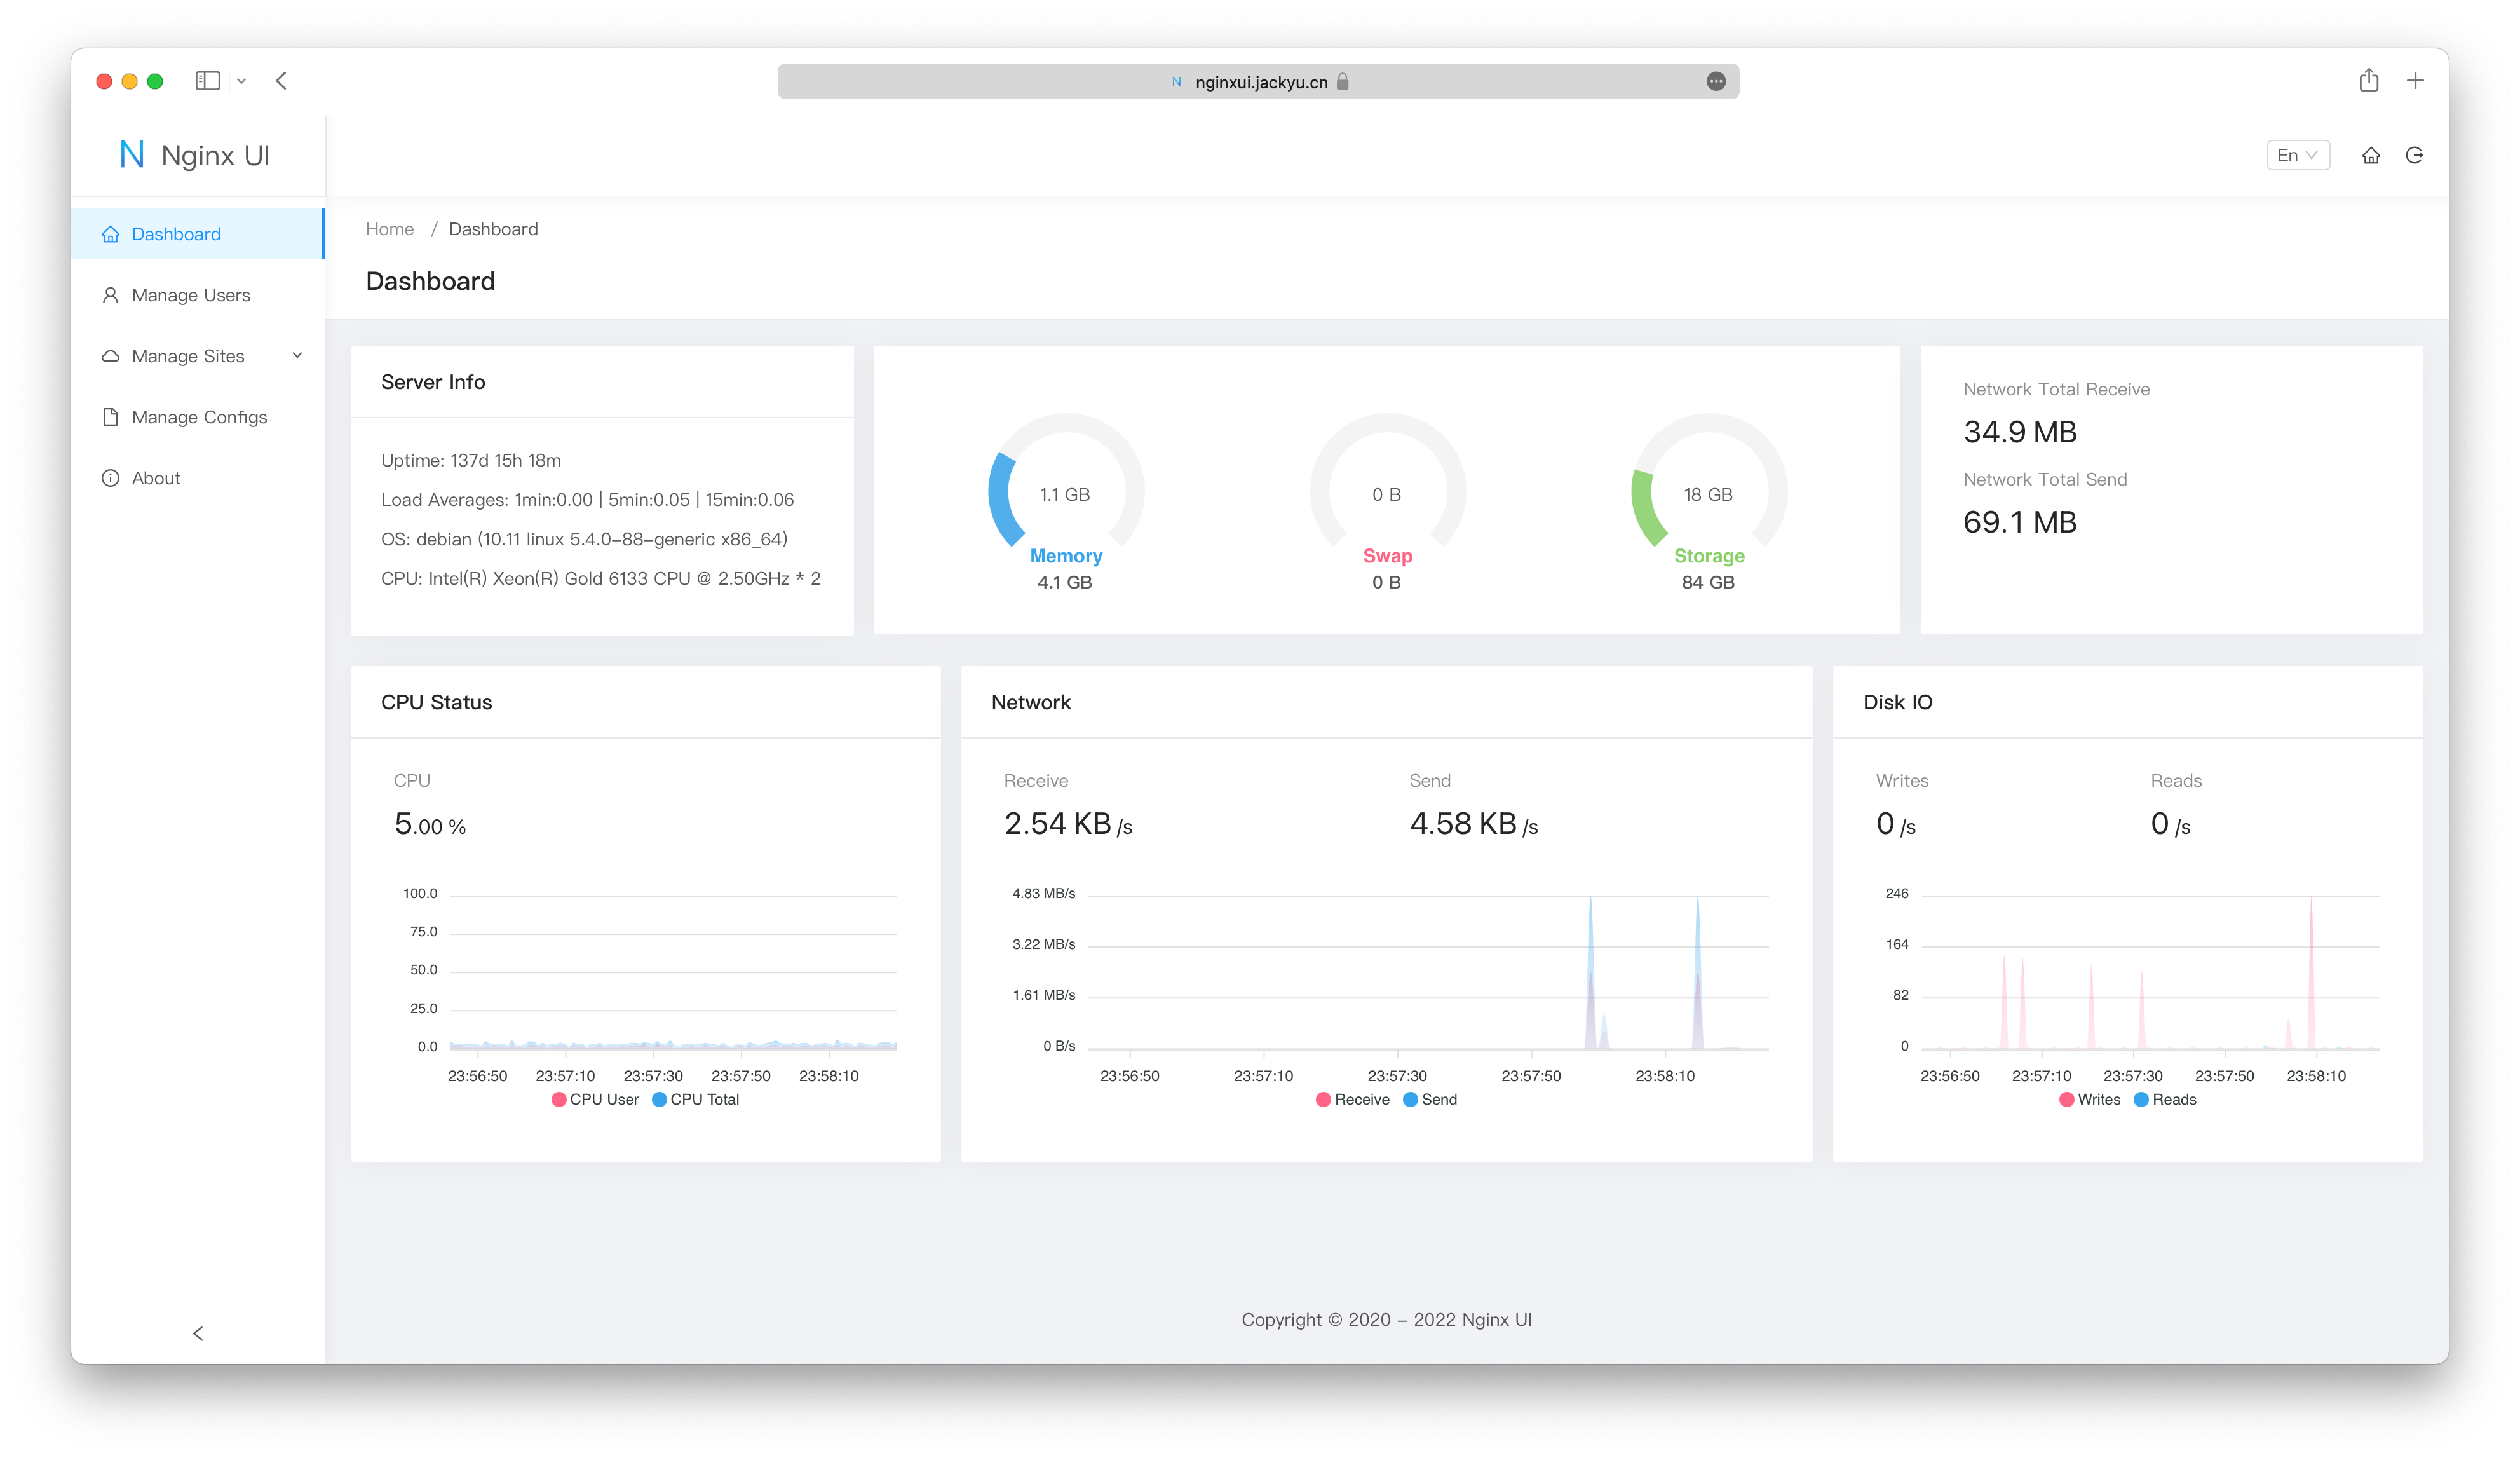 N nginxui.jackyu.cn
N Nginx UI
En
Dashboard
Manage Users
Manage Sites
Manage Configs
About
Home / Dashboard
Dashboard
Server Info
Uptime: 137d 15h 18m
Load Averages: 1min:0.00 | 5min:0.05 | 15min:0.06
OS: debian (10.11 linux 5.4.0-88-generic x86_64)
CPU: Intel(R) Xeon(R) Gold 6133 CPU @ 2.50GHz * 2
1.1 GB
Memory
4.1 GB
0 B
Swap
0 B
18 GB
Storage
84 GB
Network Total Receive
34.9 MB
Network Total Send
69.1 MB
CPU Status
CPU
5.00 %
100.0
75.0
50.0
25.0
0.0
23:56:50 23:57:10 23:57:30 23:57:50 23:58:10
CPU User CPU Total
Network
Receive Send
2.54 KB /s 4.58 KB /s
4.83 MB/s
3.22 MB/s
1.61 MB/s
0 B/s
23:56:50 23:57:10 23:57:30 23:57:50 23:58:10
Receive Send
Disk IO
Writes Reads
0 /s 0 /s
246
164
82
0
23:56:50 23:57:10 23:57:30 23:57:50 23:58:10
Writes Reads
Copyright © 2020 – 2022 Nginx UI